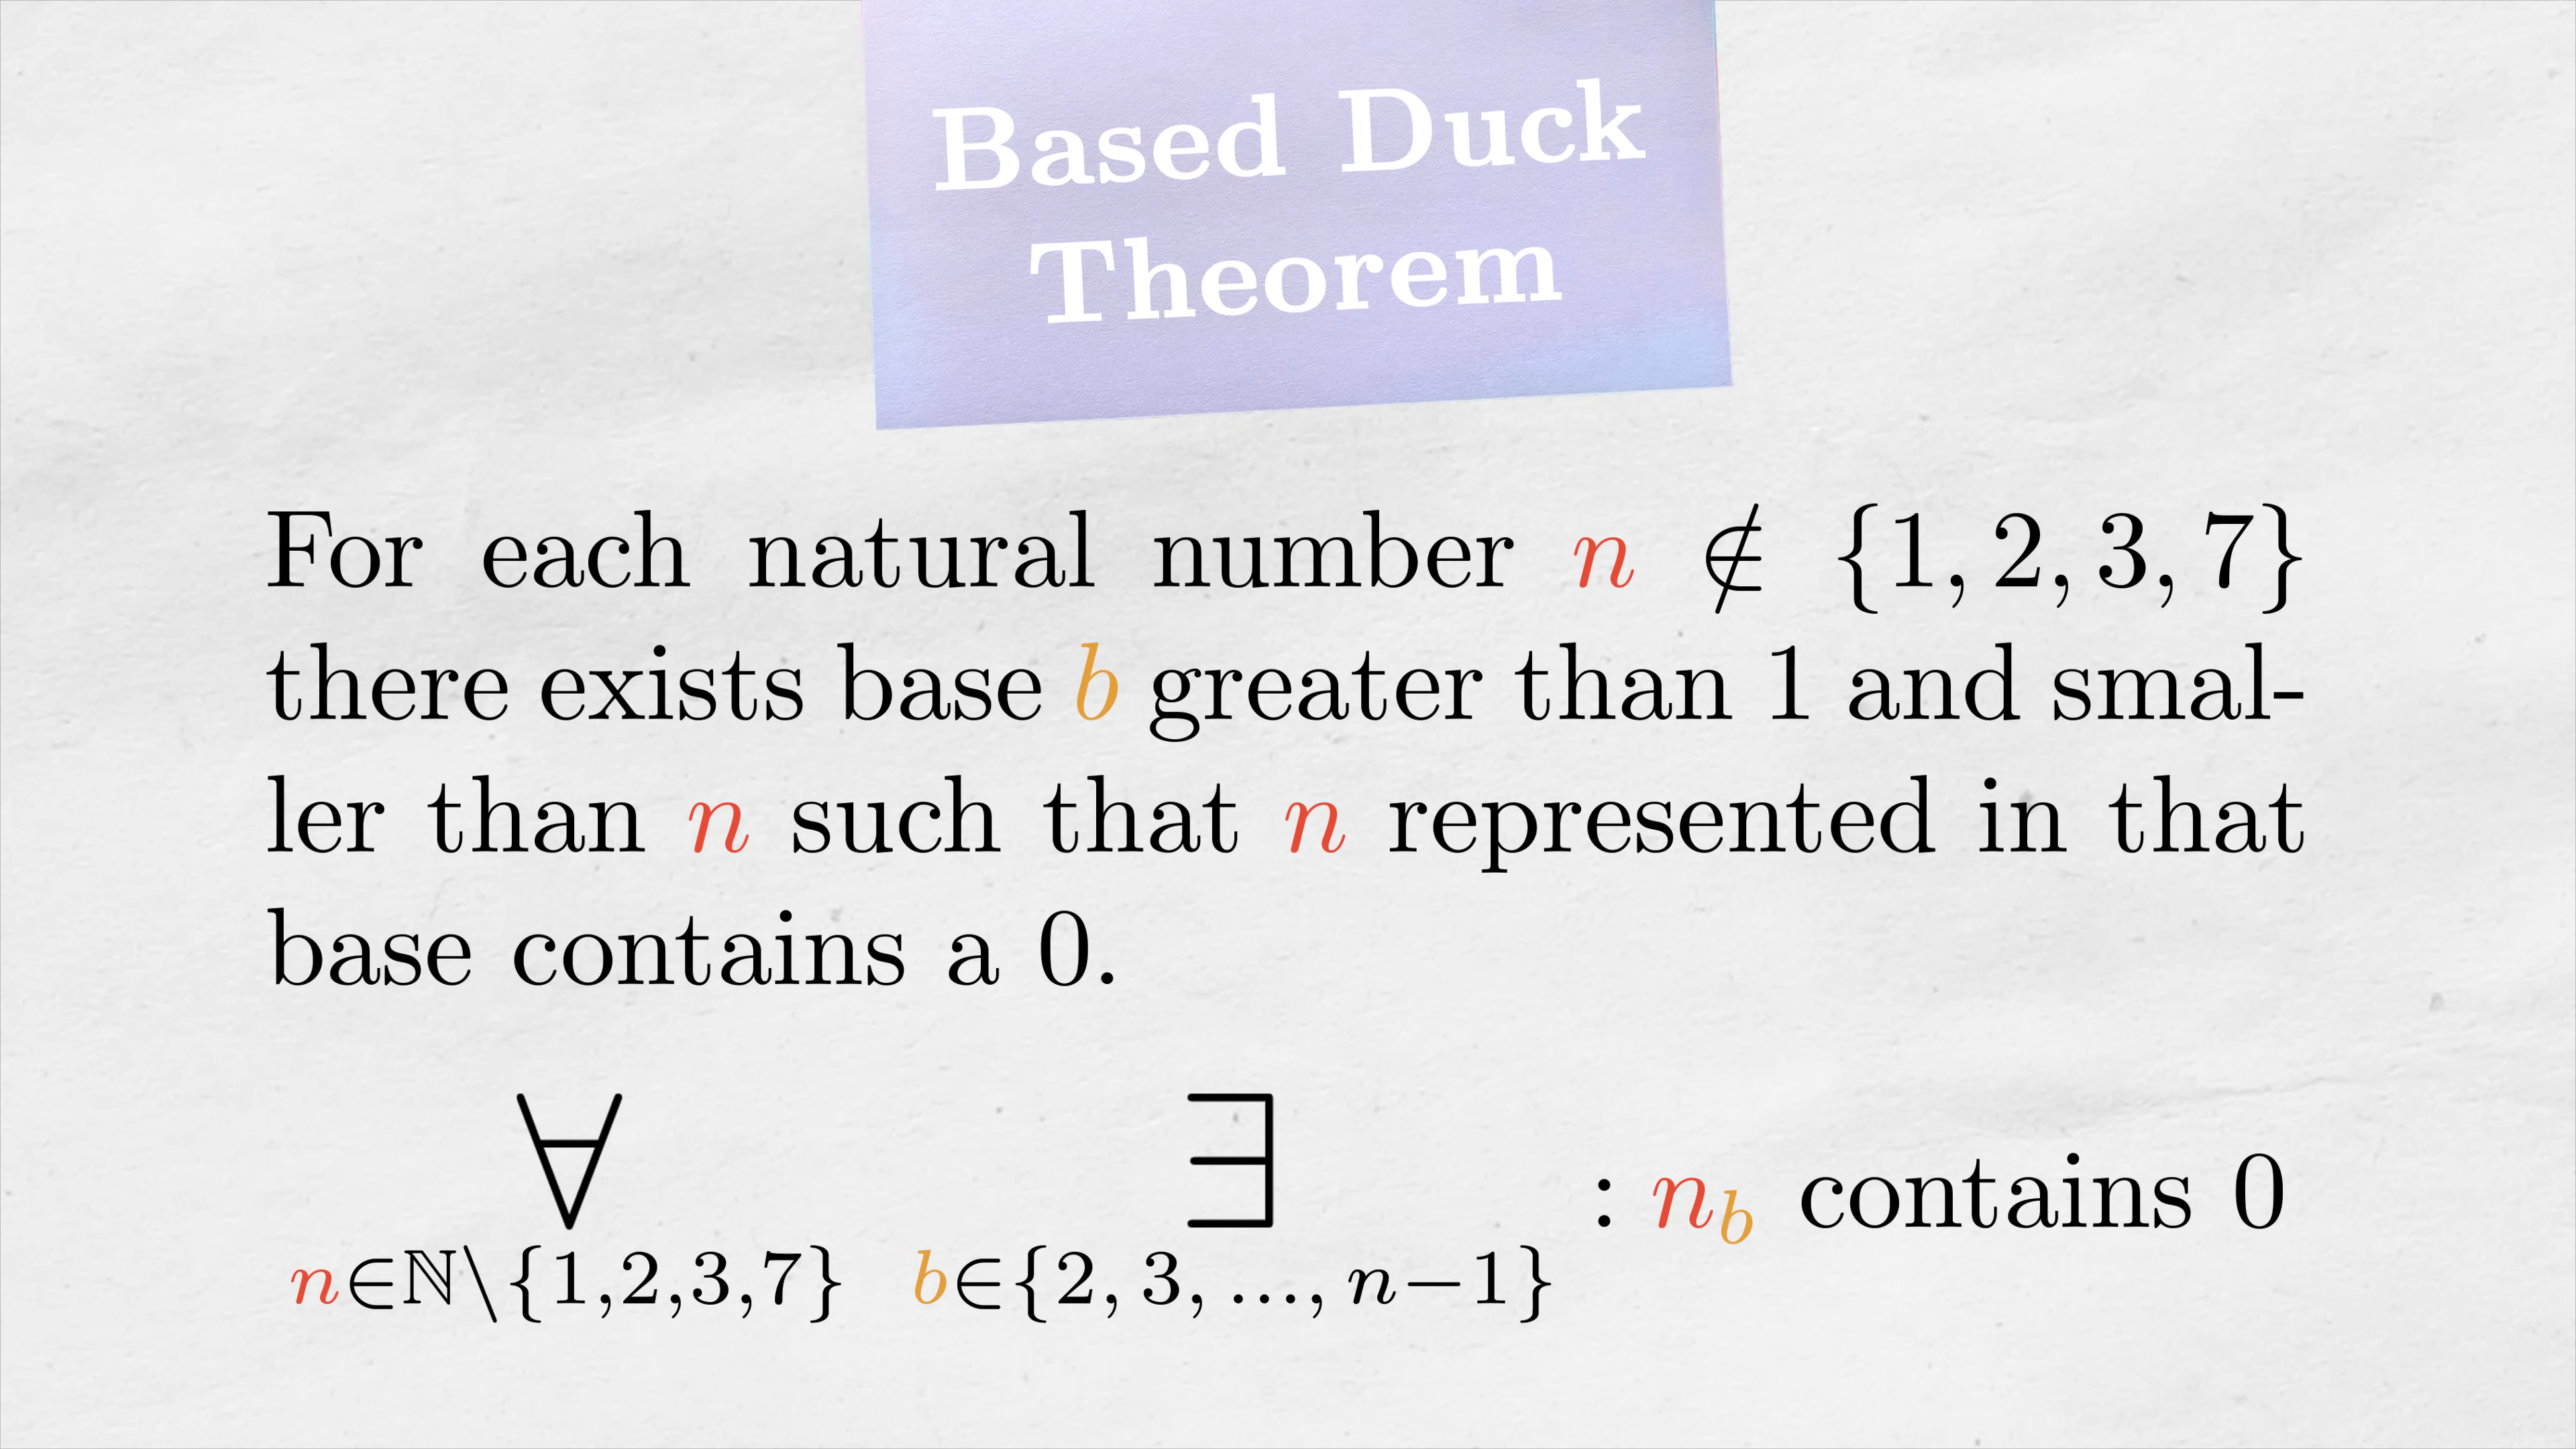 Based Duck
Theorem
For each natural number n ∉ {1, 2, 3, 7}
there exists base b greater than 1 and smal-
ler than n such that n represented in that
base contains a 0.
∀ ∃ : n_b contains 0
n∈ℕ\{1,2,3,7} b∈{2, 3, ..., n−1}